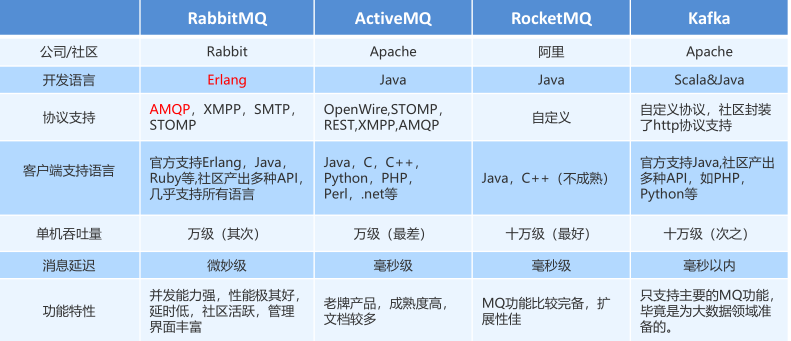 RabbitMQ ActiveMQ RocketMQ Kafka
公司/社区 Rabbit Apache 阿里 Apache
开发语言 Erlang Java Java Scala&Java
协议支持
AMQP，XMPP，SMTP，
STOMP
OpenWire,STOMP，
REST,XMPP,AMQP
自定义
自定义协议，社区封装
了http协议支持
客户端支持语言
官方支持Erlang，Java，
Ruby等,社区产出多种API，
几乎支持所有语言
Java，C，C++，
Python，PHP，
Perl，.net等
Java，C++（不成熟）
官方支持Java,社区产出
多种API，如PHP，
Python等
单机吞吐量 万级（其次） 万级（最差） 十万级（最好） 十万级（次之）
消息延迟 微妙级 毫秒级 毫秒级 毫秒以内
功能特性
并发能力强，性能极其好，
延时低，社区活跃，管理
界面丰富
老牌产品，成熟度高，
文档较多
MQ功能比较完备，扩
展性佳
只支持主要的MQ功能，
毕竟是为大数据领域准
备的。